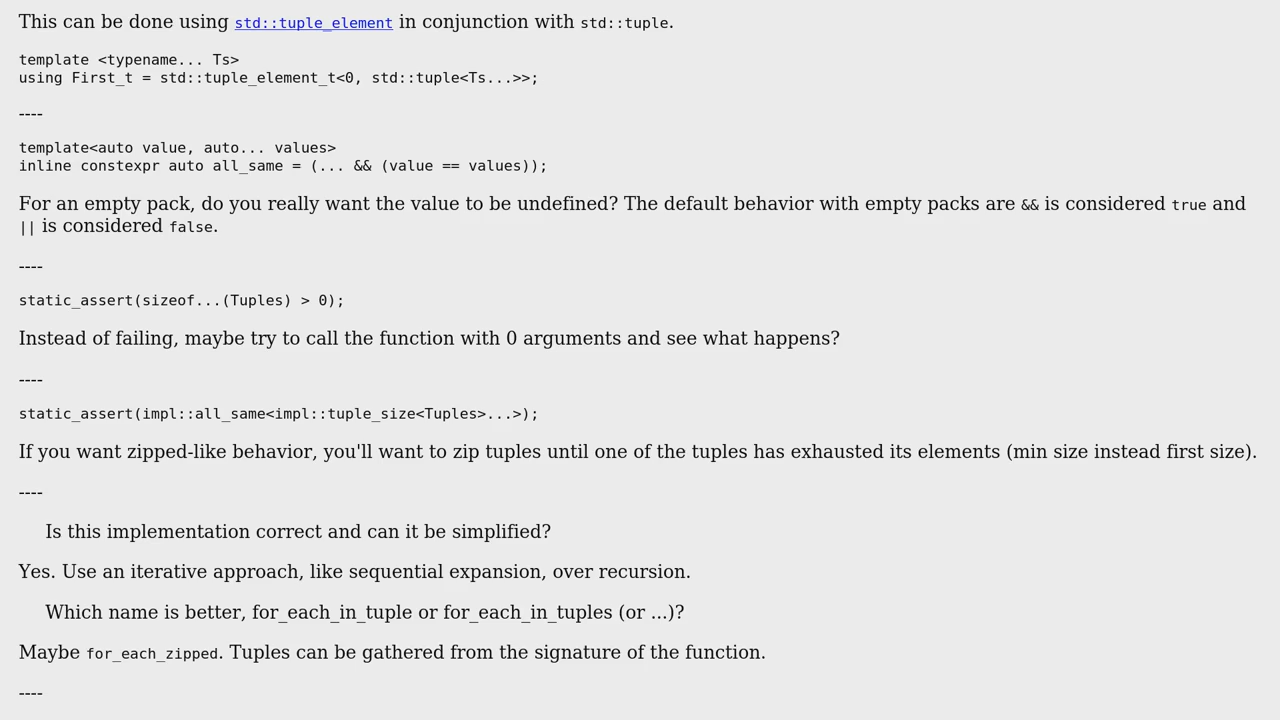 This can be done using std::tuple_element in conjunction with std::tuple.
template <typename... Ts>
using First_t = std::tuple_element_t<0, std::tuple<Ts...>>;
----
template<auto value, auto... values>
inline constexpr auto all_same = (... && (value == values));
For an empty pack, do you really want the value to be undefined? The default behavior with empty packs are && is considered true and
|| is considered false.
----
static_assert(sizeof...(Tuples) > 0);
Instead of failing, maybe try to call the function with 0 arguments and see what happens?
----
static_assert(impl::all_same<impl::tuple_size<Tuples>...>);
If you want zipped-like behavior, you'll want to zip tuples until one of the tuples has exhausted its elements (min size instead first size).
----
Is this implementation correct and can it be simplified?
Yes. Use an iterative approach, like sequential expansion, over recursion.
Which name is better, for_each_in_tuple or for_each_in_tuples (or ...)?
Maybe for_each_zipped. Tuples can be gathered from the signature of the function.
----